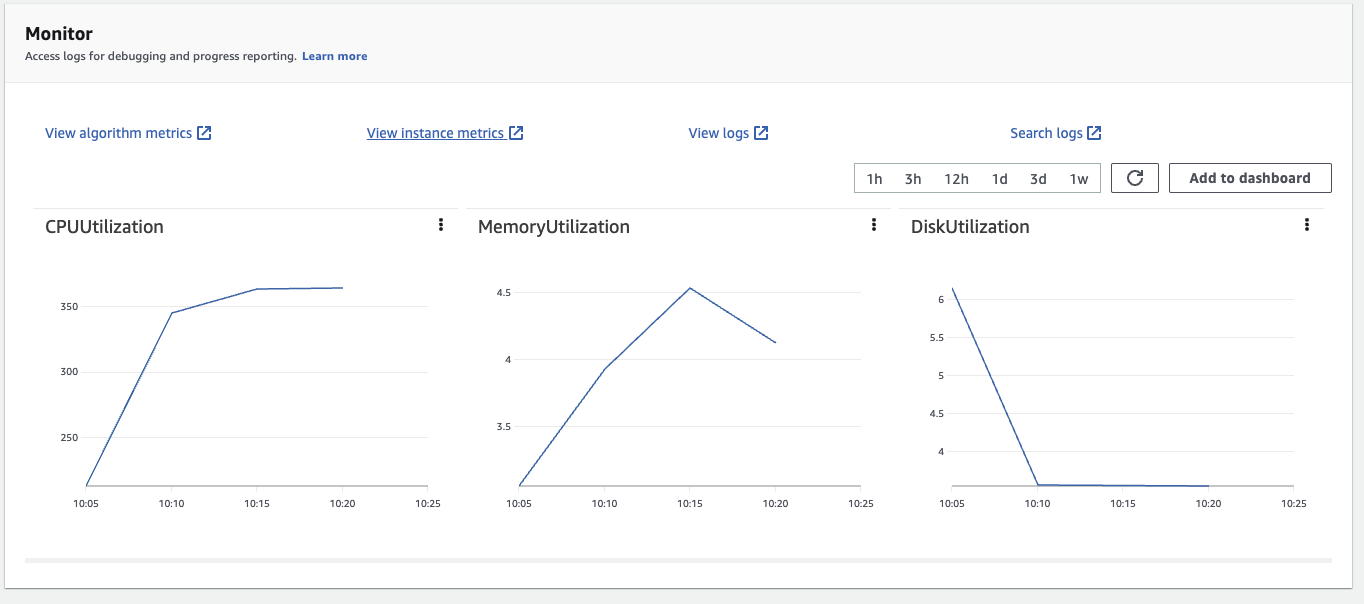 Monitor
Access logs for debugging and progress reporting. Learn more
View algorithm metrics
View instance metrics
View logs
Search logs
1h 3h 12h 1d 3d 1w
Add to dashboard
CPUUtilization
350
300
250
10:05 10:10 10:15 10:20 10:25
MemoryUtilization
4.5
4
3.5
10:05 10:10 10:15 10:20 10:25
DiskUtilization
6
5.5
5
4.5
4
10:05 10:10 10:15 10:20 10:25